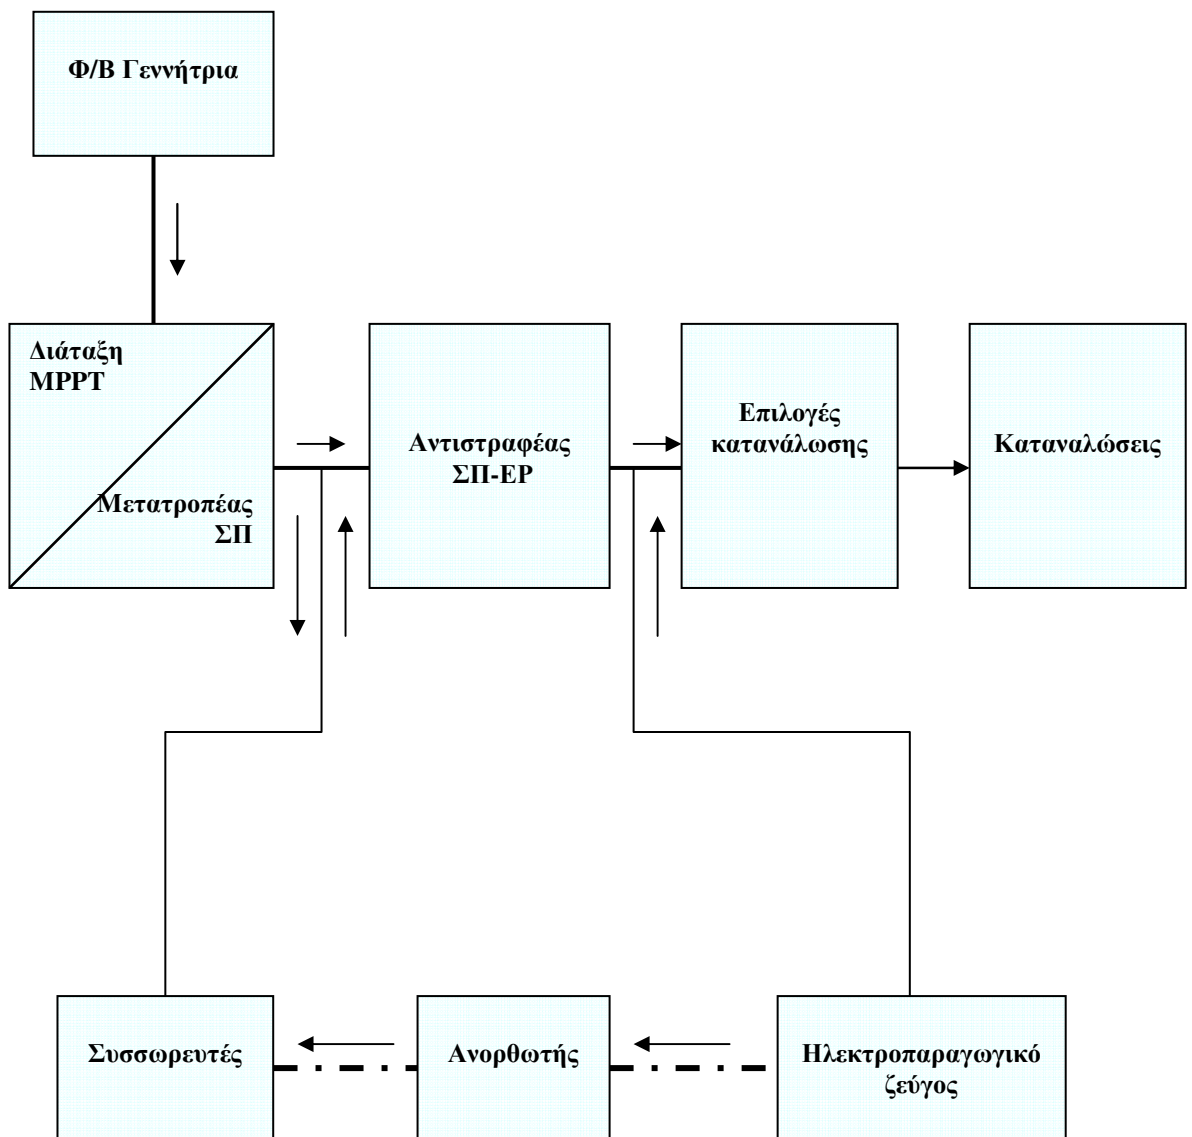 Φ/Β Γεννήτρια
Διάταξη
MPPT
Μετατροπέας
ΣΠ
Αντιστραφέας
ΣΠ-ΕΡ
Επιλογές
κατανάλωσης
Καταναλώσεις
Συσσωρευτές
Ανορθωτής
Ηλεκτροπαραγωγικό
ζεύγος